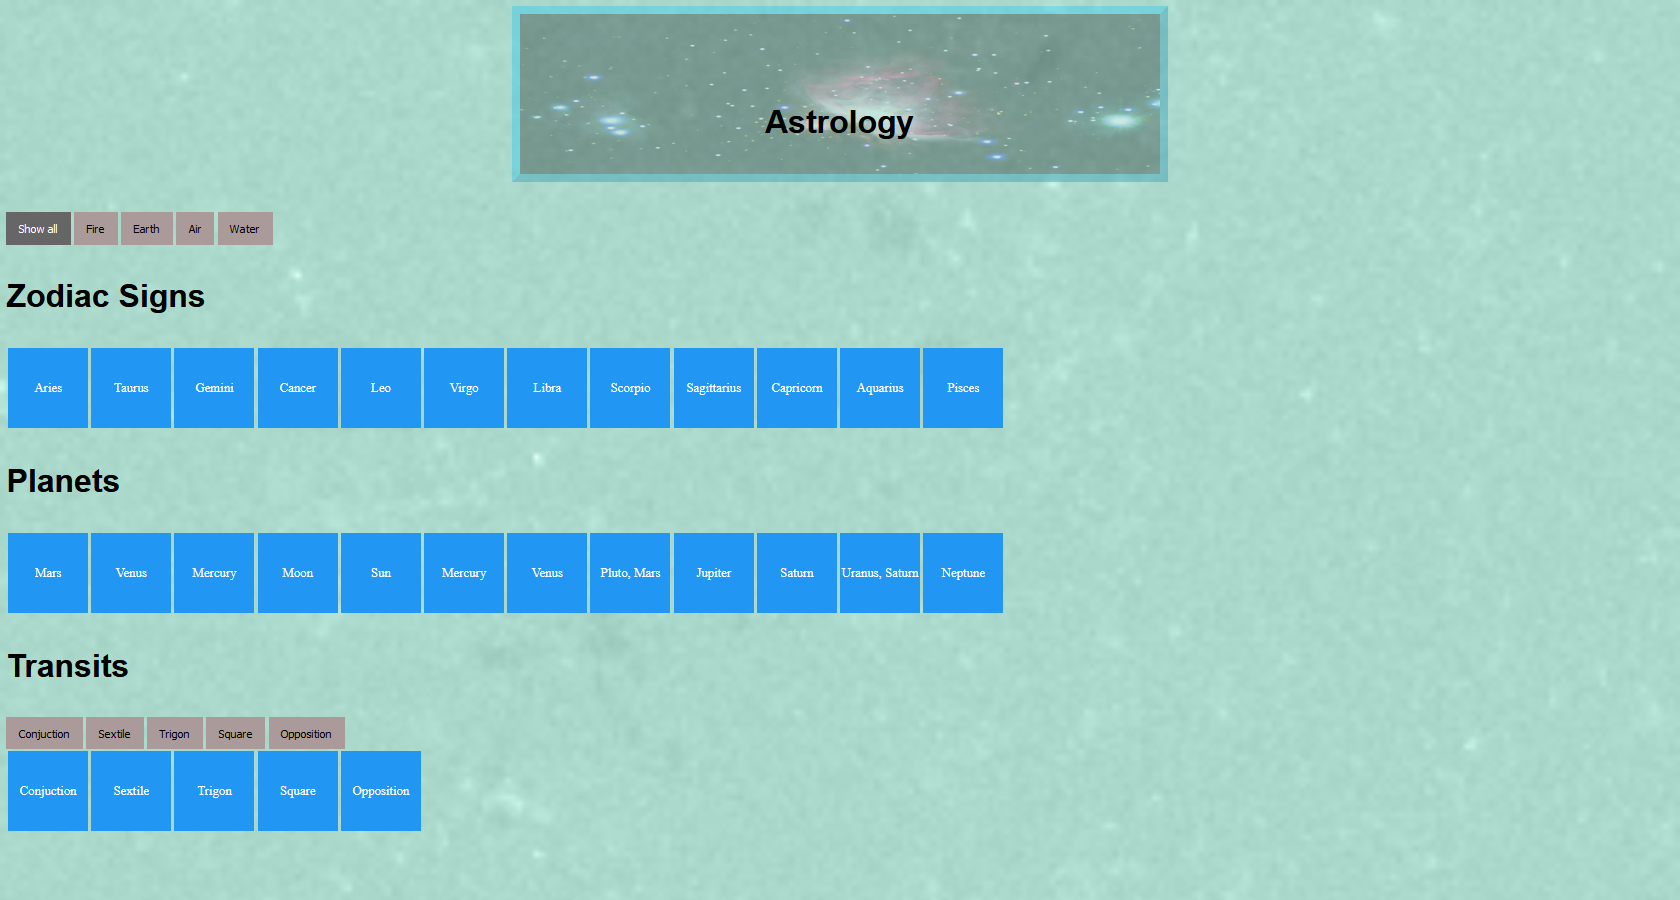 Astrology
Show all Fire Earth Air Water
Zodiac Signs
Aries Taurus Gemini Cancer Leo Virgo Libra Scorpio Sagittarius Capricorn Aquarius Pisces
Planets
Mars Venus Mercury Moon Sun Mercury Venus Pluto, Mars Jupiter Saturn Uranus, Saturn Neptune
Transits
Conjuction Sextile Trigon Square Opposition
Conjuction Sextile Trigon Square Opposition